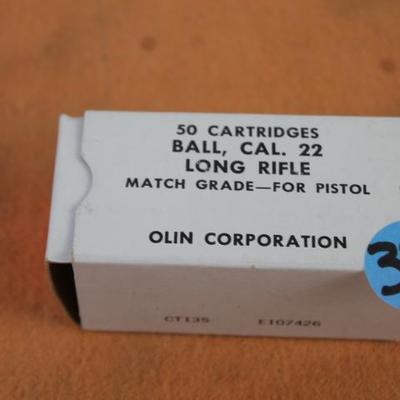 50 CARTRIDGES
BALL, CAL. 22
LONG RIFLE
MATCH GRADE—FOR PISTOL
OLIN CORPORATION
CT135 E107426